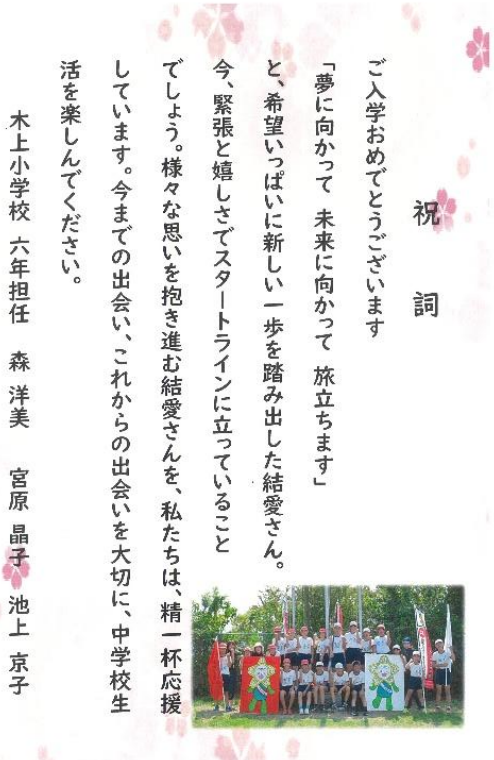 祝 詞
ご入学おめでとうございます
「夢に向かって 未来に向かって 旅立ちます」
と、希望いっぱいに新しい一歩を踏み出した結愛さん。
今、緊張と嬉しさでスタートラインに立っていること
でしょう。様々な思いを抱き進む結愛さんを、私たちは、精一杯応援
しています。今までの出会い、これからの出会いを大切に、中学校生
活を楽しんでください。
木上小学校 六年担任 森 洋美 宮原 晶子 池上 京子